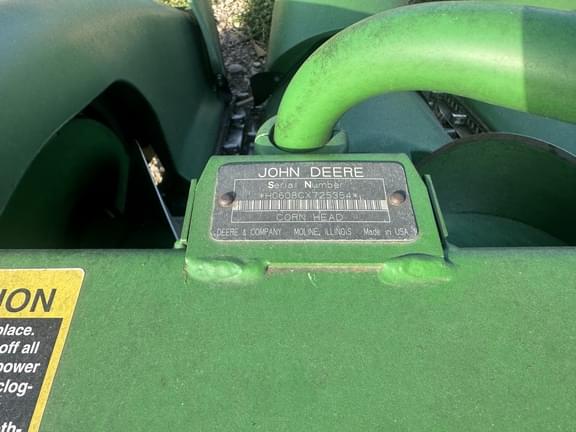 JOHN DEERE
Serial Number
*H0608CX725354*
CORN HEAD
DEERE & COMPANY MOLINE, ILLINOIS Made in USA
ION
place.
off all
power
clog-
th-